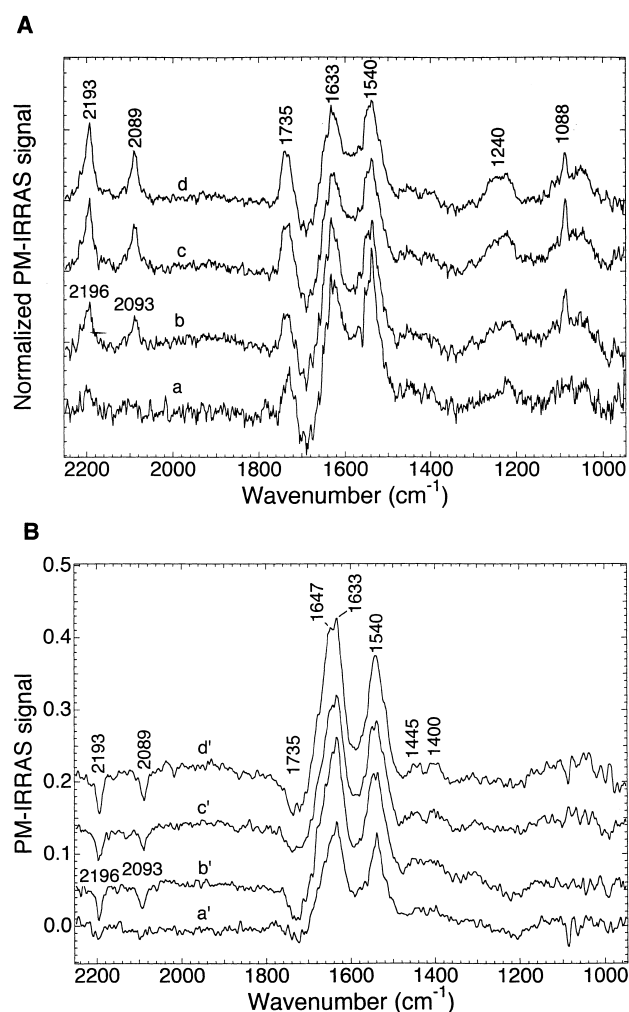 A
Normalized PM-IRRAS signal
2193
2089
1735
1633
1540
1240
1088
d
c
2196
2093
b
a
2200 2000 1800 1600 1400 1200 1000
Wavenumber (cm-1)
B
PM-IRRAS signal
0.5
0.4
0.3
0.2
0.1
0.0
1647
1633
1540
2193
2089
d'
1735
1445
1400
c'
2196
2093
b'
a'
2200 2000 1800 1600 1400 1200 1000
Wavenumber (cm-1)